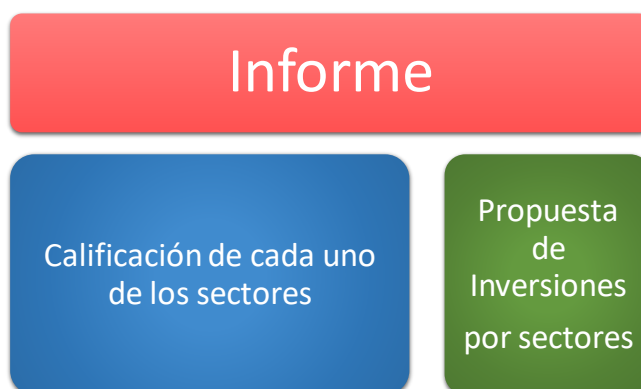 Informe
Calificación de cada uno
de los sectores
Propuesta
de
Inversiones
por sectores